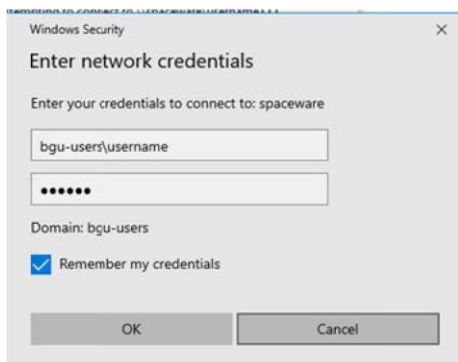 Windows Security
Enter network credentials
Enter your credentials to connect to: spaceware
bgu-users\username
••••••
Domain: bgu-users
Remember my credentials
OK
Cancel